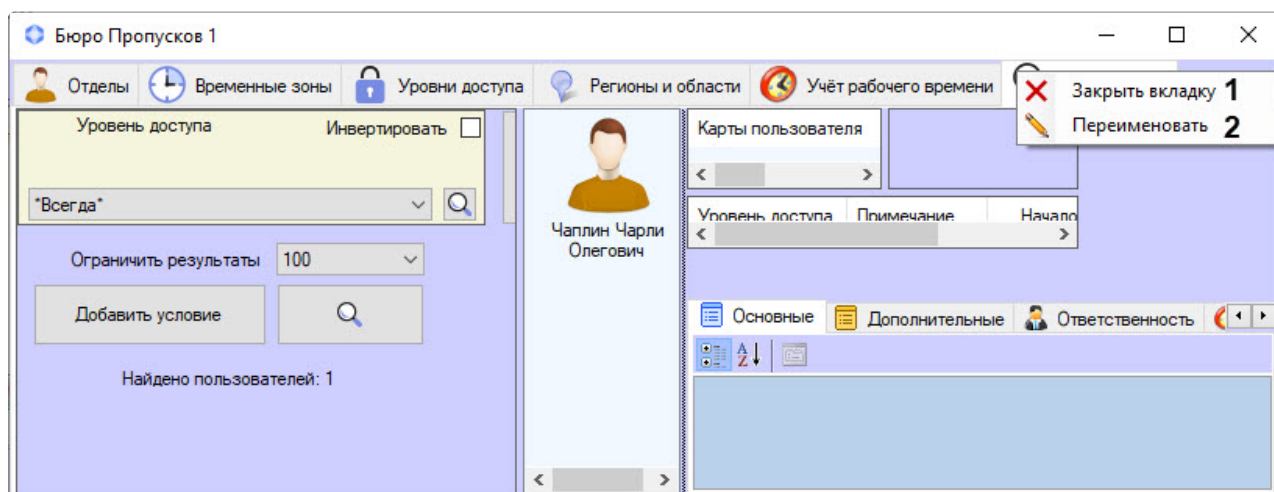 Бюро Пропусков 1
Отделы Временные зоны Уровни доступа Регионы и области Учёт рабочего времени
Закрыть вкладку 1
Переименовать 2
Уровень доступа Инвертировать
*Всегда*
Ограничить результаты 100
Добавить условие
Найдено пользователей: 1
Чаплин Чарли
Олегович
Карты пользователя
Уровень доступа Примечание Начало
Основные Дополнительные Ответственность
A
Z